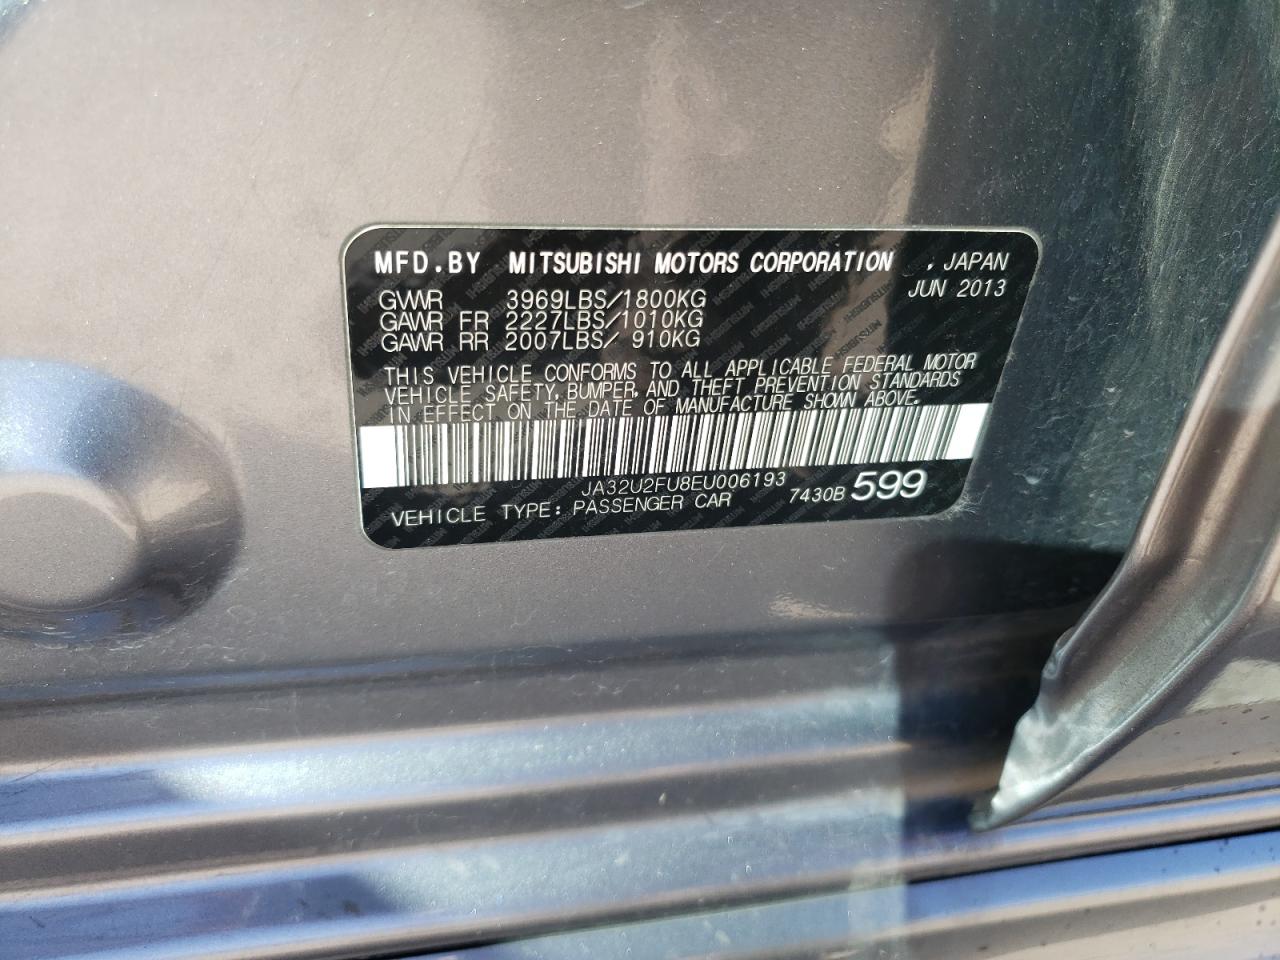 MFD.BY MITSUBISHI MOTORS CORPORATION , JAPAN
JUN 2013
GVWR 3969LBS/1800KG
GAWR FR 2227LBS/1010KG
GAWR RR 2007LBS/ 910KG
THIS VEHICLE CONFORMS TO ALL APPLICABLE FEDERAL MOTOR
VEHICLE SAFETY, BUMPER, AND THEFT PREVENTION STANDARDS
IN EFFECT ON THE DATE OF MANUFACTURE SHOWN ABOVE.
JA32U2FU8EU006193
VEHICLE TYPE: PASSENGER CAR 7430B 599